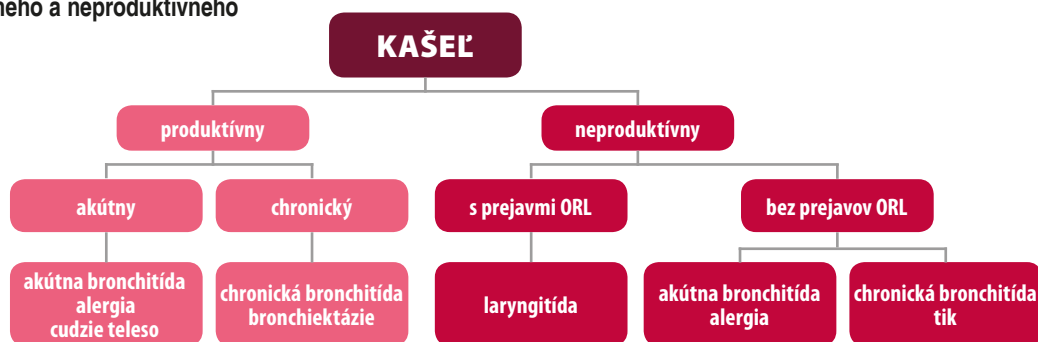 a neproduktívneho
KAŠEĽ
produktívny
neproduktívny
akútny
chronický
s prejavmi ORL
bez prejavov ORL
akútna bronchitída
alergia
cudzie teleso
chronická bronchitída
bronchiektázie
laryngitída
akútna bronchitída
alergia
chronická bronchitída
tik